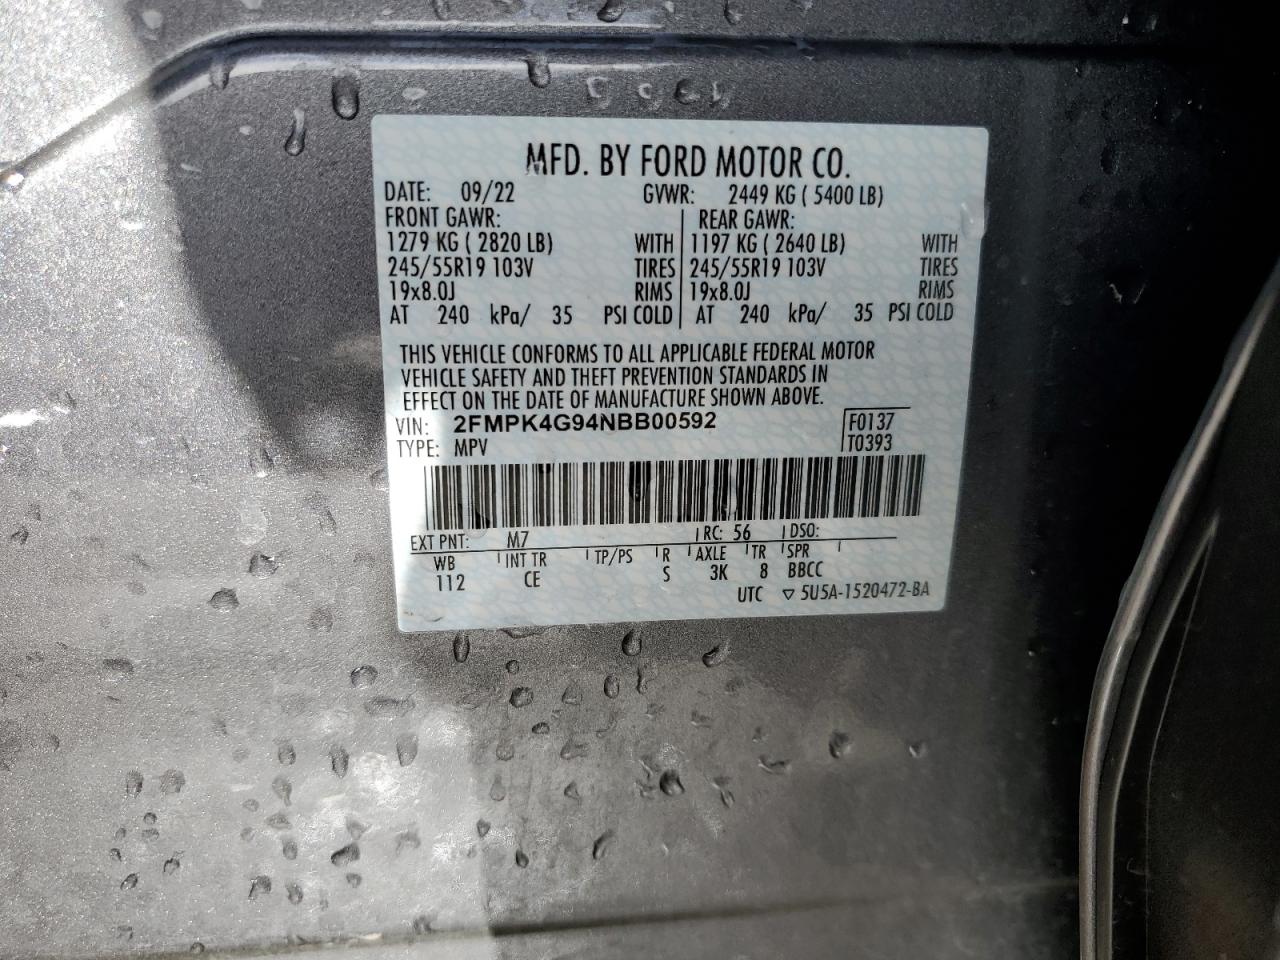 MFD. BY FORD MOTOR CO.
DATE: 09/22 GVWR: 2449 KG ( 5400 LB)
FRONT GAWR: REAR GAWR:
1279 KG ( 2820 LB) WITH 1197 KG ( 2640 LB) WITH
245/55R19 103V TIRES 245/55R19 103V TIRES
19x8.0J RIMS 19x8.0J RIMS
AT 240 kPa/ 35 PSI COLD AT 240 kPa/ 35 PSI COLD
THIS VEHICLE CONFORMS TO ALL APPLICABLE FEDERAL MOTOR
VEHICLE SAFETY AND THEFT PREVENTION STANDARDS IN
EFFECT ON THE DATE OF MANUFACTURE SHOWN ABOVE.
VIN: 2FMPK4G94NBB00592 F0137
TYPE: MPV T0393
EXT PNT: M7 RC: 56 DSO:
WB INT TR TP/PS R AXLE TR SPR
112 CE S 3K 8 BBCC
UTC ▽ 5U5A-1520472-BA